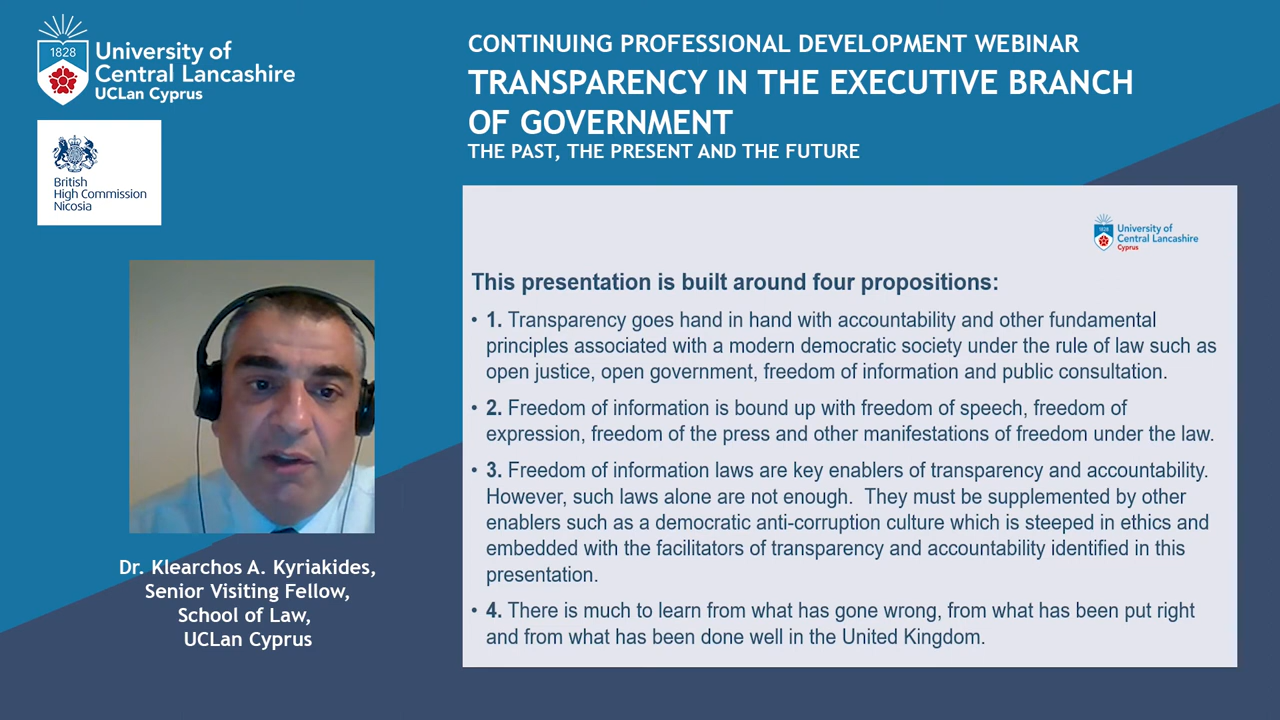 1828
University of
Central Lancashire
UCLan Cyprus
British
High Commission
Nicosia
CONTINUING PROFESSIONAL DEVELOPMENT WEBINAR
TRANSPARENCY IN THE EXECUTIVE BRANCH
OF GOVERNMENT
THE PAST, THE PRESENT AND THE FUTURE
1828
University of
Central Lancashire
Cyprus
This presentation is built around four propositions:
• 1. Transparency goes hand in hand with accountability and other fundamental
principles associated with a modern democratic society under the rule of law such as
open justice, open government, freedom of information and public consultation.
• 2. Freedom of information is bound up with freedom of speech, freedom of
expression, freedom of the press and other manifestations of freedom under the law.
• 3. Freedom of information laws are key enablers of transparency and accountability.
However, such laws alone are not enough.  They must be supplemented by other
enablers such as a democratic anti-corruption culture which is steeped in ethics and
embedded with the facilitators of transparency and accountability identified in this
presentation.
• 4. There is much to learn from what has gone wrong, from what has been put right
and from what has been done well in the United Kingdom.
Dr. Klearchos A. Kyriakides,
Senior Visiting Fellow,
School of Law,
UCLan Cyprus